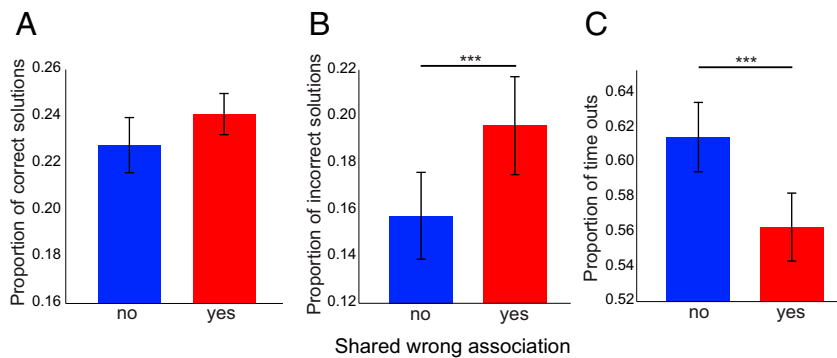 A
Proportion of correct solutions
0.26
0.24
0.22
0.20
0.18
0.16
no yes
B
Proportion of incorrect solutions
0.22
0.20
0.18
0.16
0.14
0.12
***
no yes
C
Proportion of time outs
0.64
0.62
0.60
0.58
0.56
0.54
0.52
***
no yes
Shared wrong association